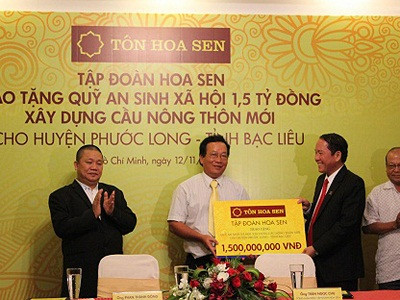 TÔN HOA SEN
TẬP ĐOÀN HOA SEN
AO TẶNG QUỸ AN SINH XÃ HỘI 1,5 TỶ ĐỒNG
XÂY DỰNG CẦU NÔNG THÔN MỚI
CHO HUYỆN PHƯỚC LONG - TỈNH BẠC LIÊU
Chí Minh, 12/11
TÔN HOA SEN
TẬP ĐOÀN HOA SEN
1,500,000,000 VNĐ